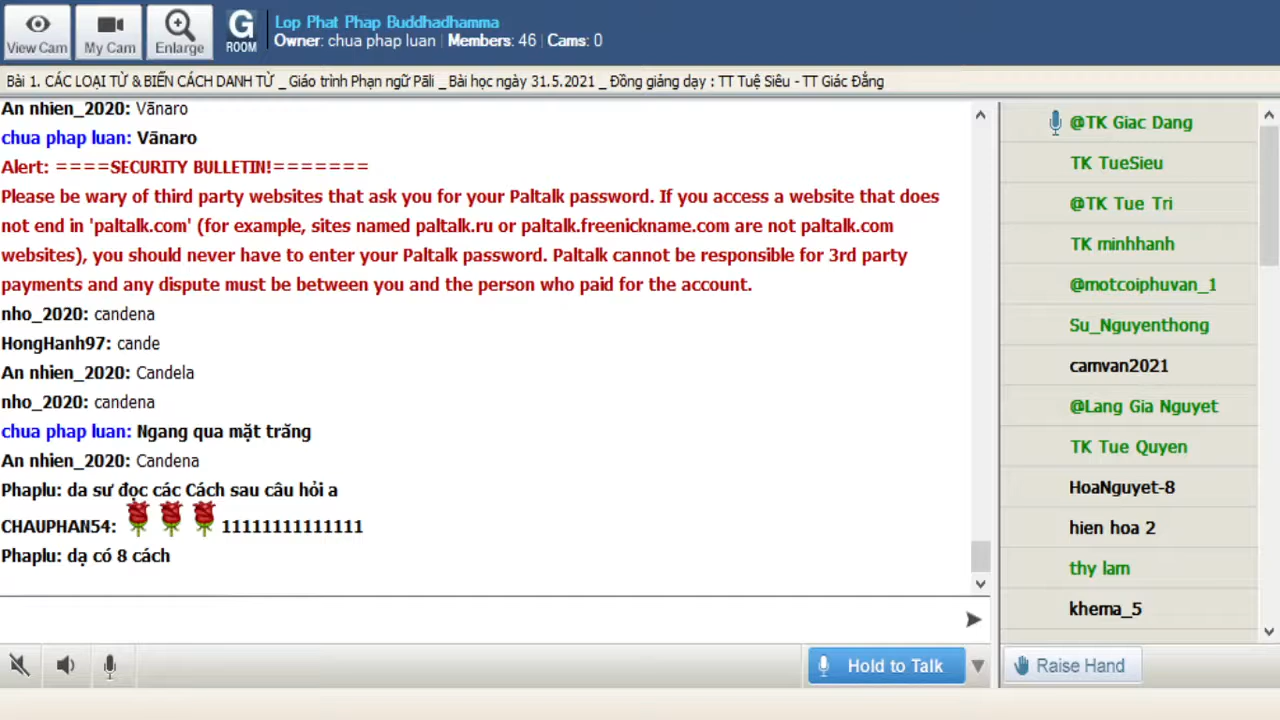 View Cam
My Cam
Enlarge
G
ROOM
Lop Phat Phap Buddhadhamma
Owner: chua phap luan | Members: 46 | Cams: 0
Bài 1. CÁC LOẠI TỪ & BIẾN CÁCH DANH TỪ _ Giáo trình Phạn ngữ Pāli _ Bài học ngày 31.5.2021 _ Đồng giảng dạy : TT Tuệ Siêu - TT Giác Đẳng
An nhien_2020: Vānaro
chua phap luan: Vānaro
Alert: ====SECURITY BULLETIN!=======
Please be wary of third party websites that ask you for your Paltalk password. If you access a website that does
not end in 'paltalk.com' (for example, sites named paltalk.ru or paltalk.freenickname.com are not paltalk.com
websites), you should never have to enter your Paltalk password. Paltalk cannot be responsible for 3rd party
payments and any dispute must be between you and the person who paid for the account.
nho_2020: candena
HongHanh97: cande
An nhien_2020: Candela
nho_2020: candena
chua phap luan: Ngang qua mặt trăng
An nhien_2020: Candena
Phaplu: da sư đọc các Cách sau câu hỏi a
CHAUPHAN54: 11111111111111
Phaplu: dạ có 8 cách
@TK Giac Dang
TK TueSieu
@TK Tue Tri
TK minhhanh
@motcoiphuvan_1
Su_Nguyenthong
camvan2021
@Lang Gia Nguyet
TK Tue Quyen
HoaNguyet-8
hien hoa 2
thy lam
khema_5
Hold to Talk
Raise Hand